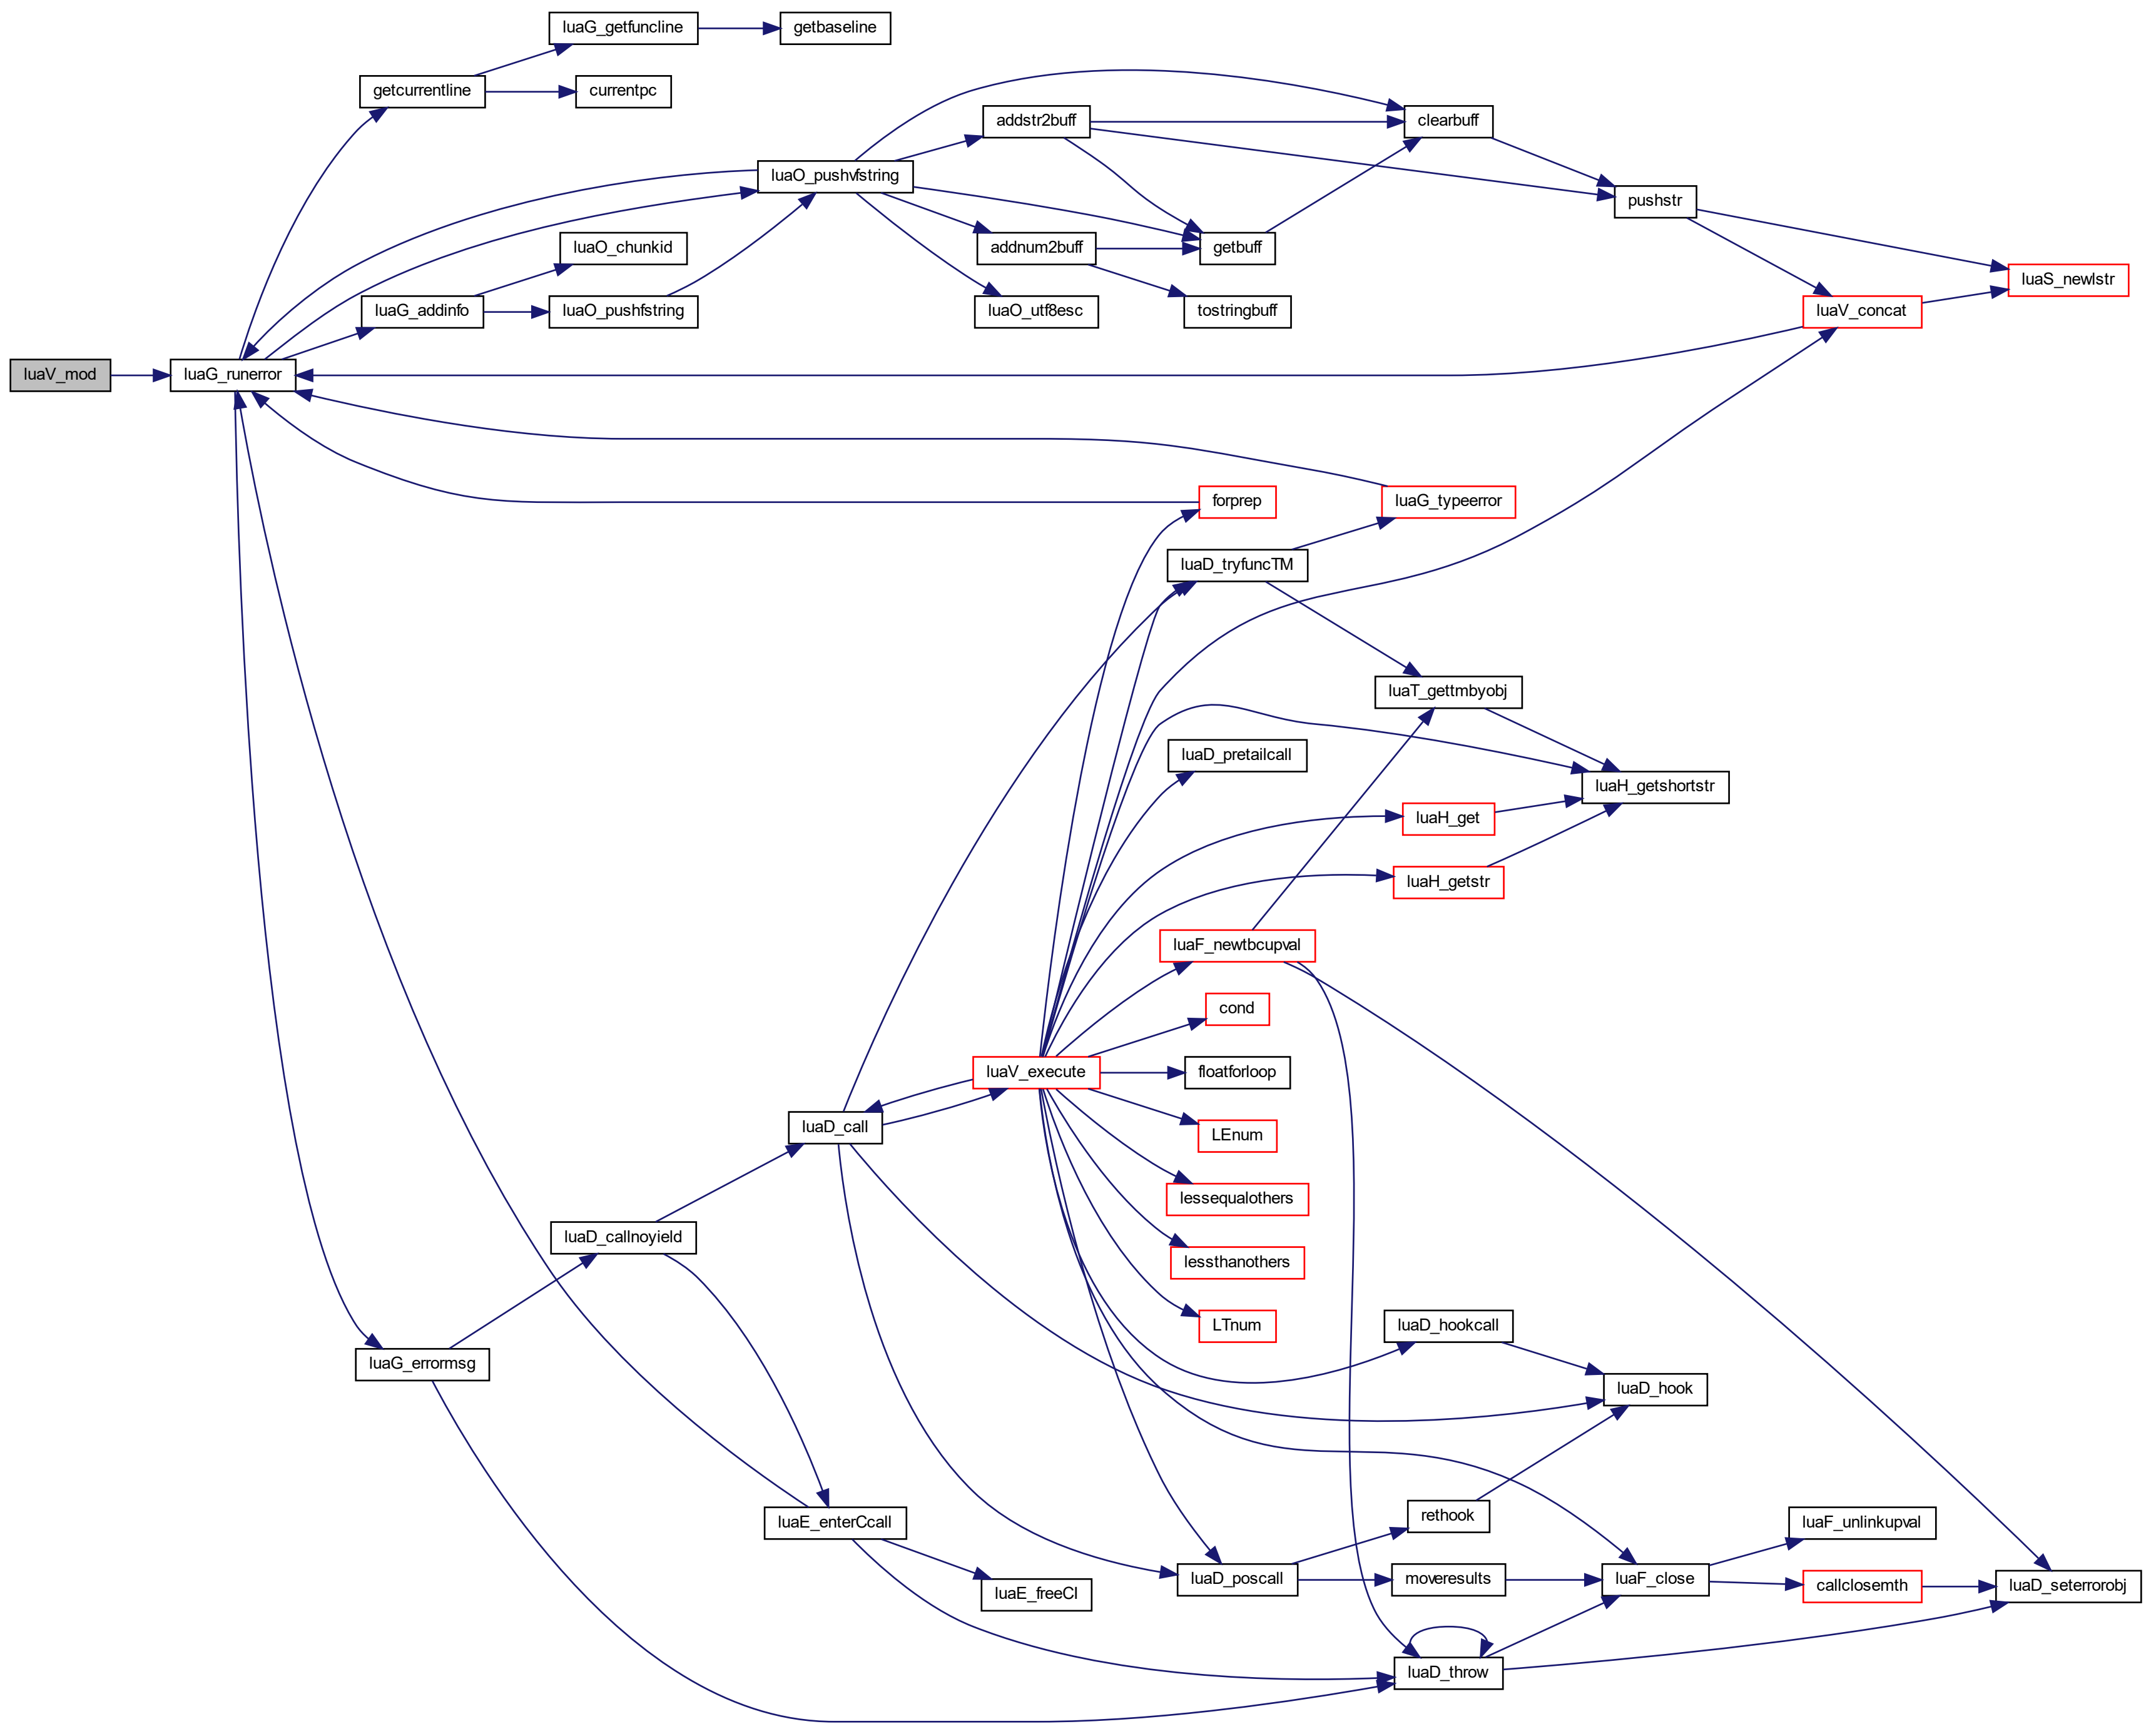 luaG_getfuncline
getbaseline
getcurrentline
currentpc
addstr2buff
clearbuff
luaO_pushvfstring
pushstr
luaO_chunkid
addnum2buff
getbuff
luaS_newlstr
luaG_addinfo
luaO_pushfstring
luaO_utf8esc
tostringbuff
luaV_concat
luaV_mod
luaG_runerror
forprep
luaG_typeerror
luaD_tryfuncTM
luaT_gettmbyobj
luaD_pretailcall
luaH_getshortstr
luaH_get
luaH_getstr
luaF_newtbcupval
cond
luaV_execute
floatforloop
luaD_call
LEnum
lessequalothers
luaD_callnoyield
lessthanothers
LTnum
luaD_hookcall
luaG_errormsg
luaD_hook
luaE_enterCcall
rethook
luaF_unlinkupval
luaE_freeCI
luaD_poscall
moveresults
luaF_close
callclosemth
luaD_seterrorobj
luaD_throw